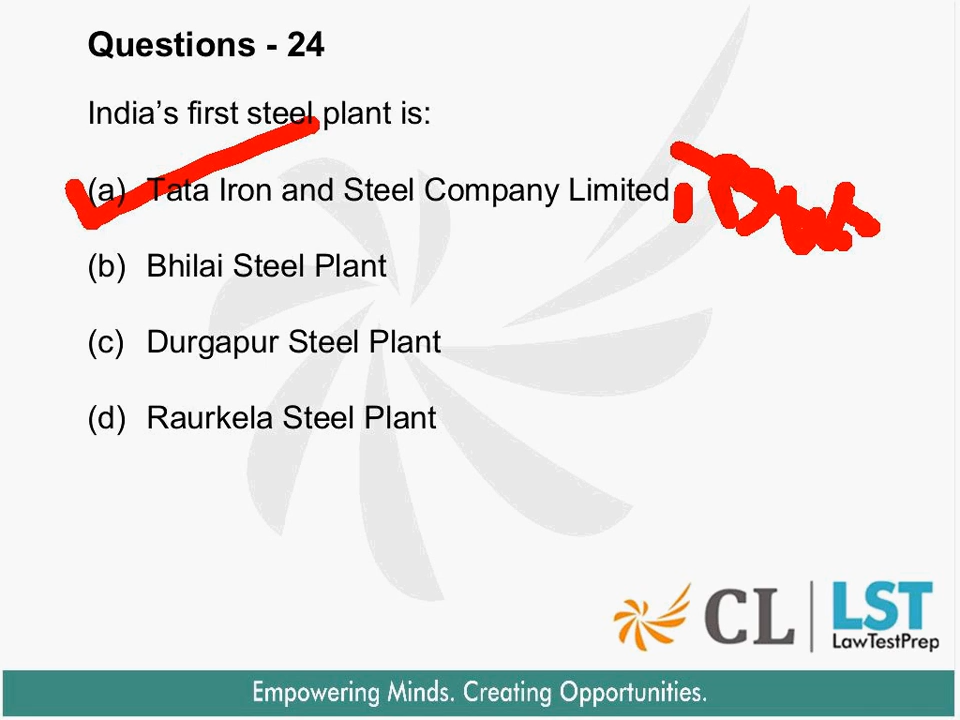 Questions - 24
India’s first steel plant is:
(a) Tata Iron and Steel Company Limited
(b) Bhilai Steel Plant
(c) Durgapur Steel Plant
(d) Raurkela Steel Plant
CL | LST
LawTestPrep
Empowering Minds. Creating Opportunities.